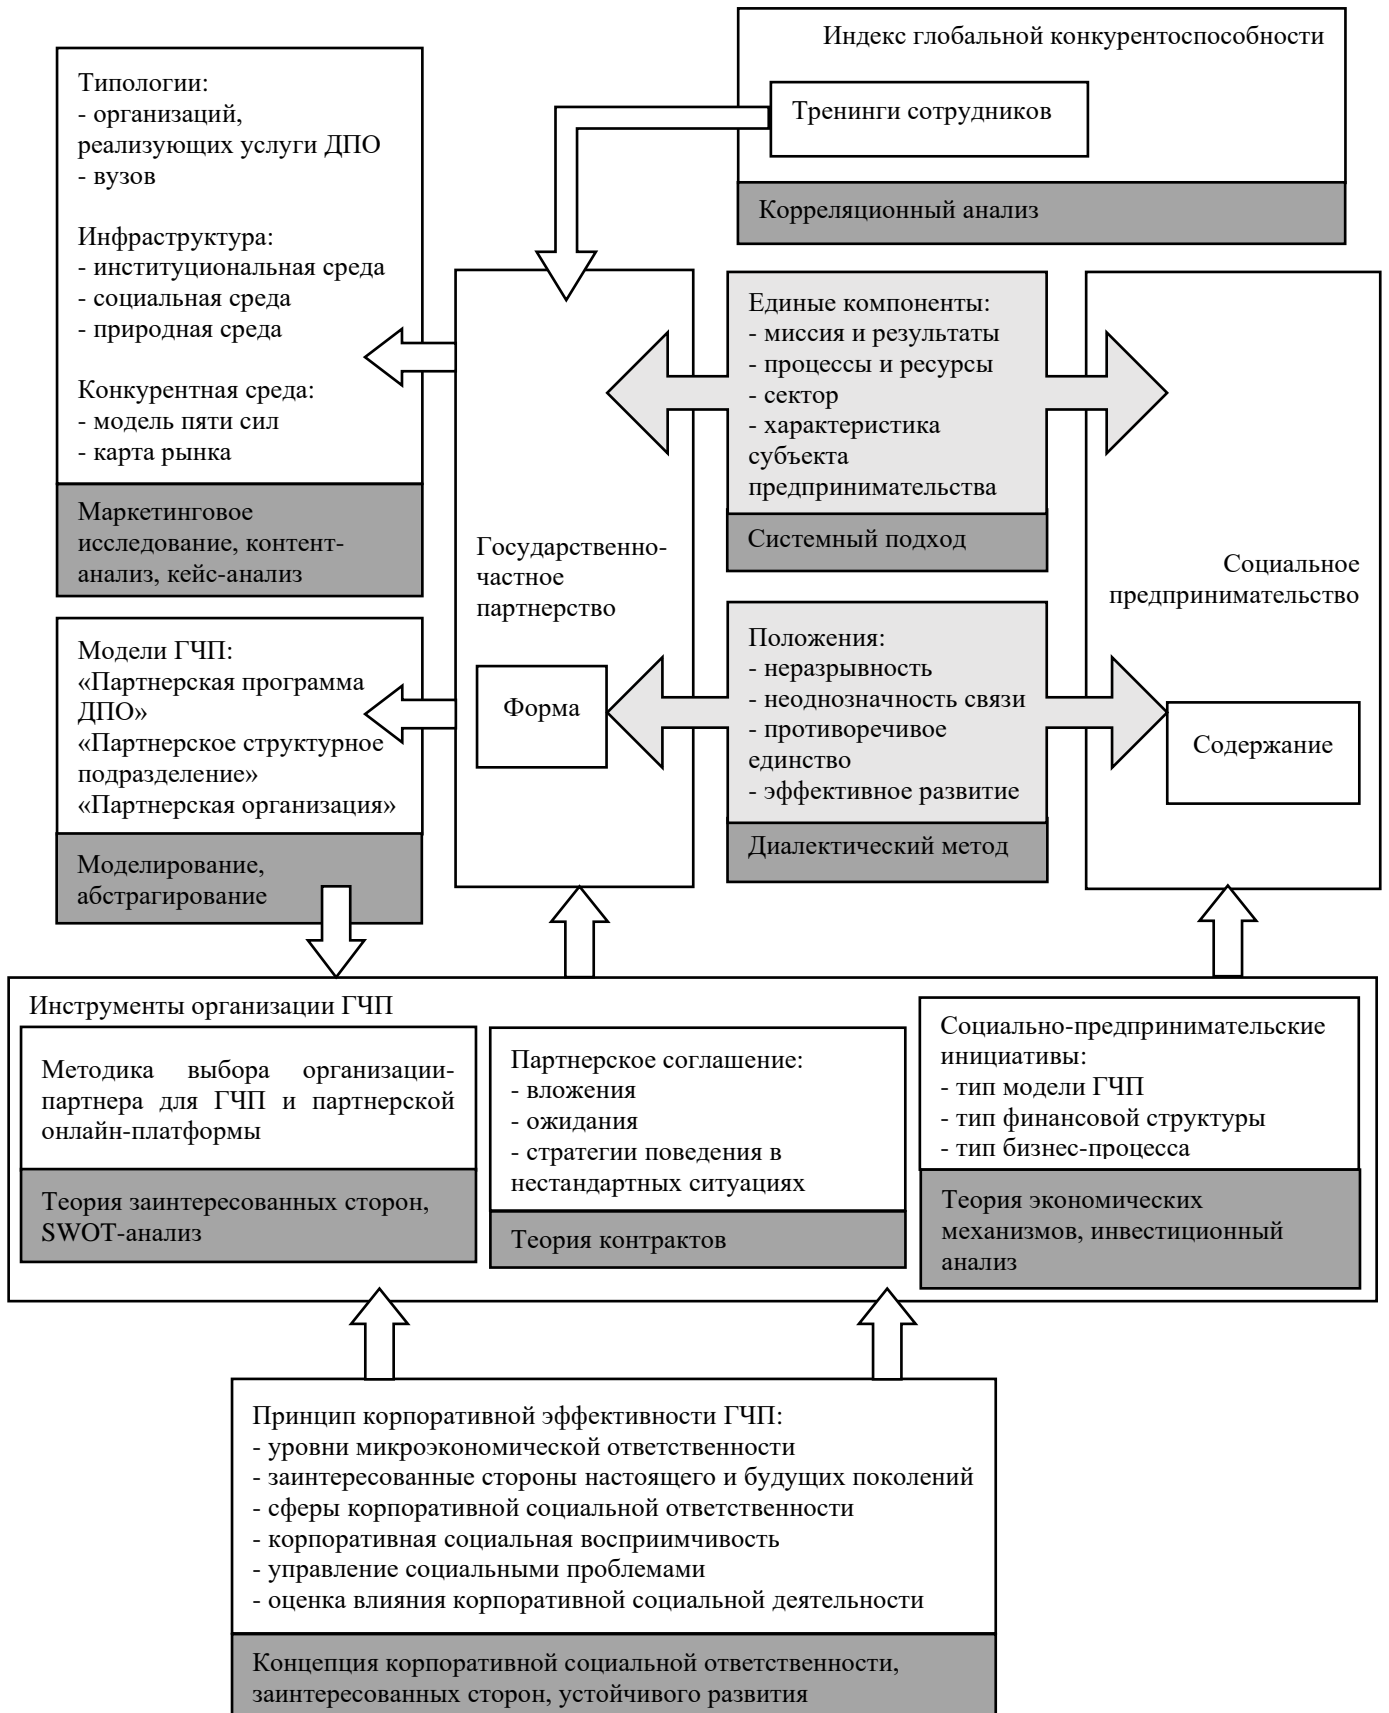 Индекс глобальной конкурентоспособности
Тренинги сотрудников
Корреляционный анализ
Типологии:
- организаций,
реализующих услуги ДПО
- вузов
Инфраструктура:
- институциональная среда
- социальная среда
- природная среда
Конкурентная среда:
- модель пяти сил
- карта рынка
Маркетинговое
исследование, контент-
анализ, кейс-анализ
Модели ГЧП:
«Партнерская программа
ДПО»
«Партнерское структурное
подразделение»
«Партнерская организация»
Моделирование,
абстрагирование
Государственно-
частное
партнерство
Форма
Единые компоненты:
- миссия и результаты
- процессы и ресурсы
- сектор
- характеристика
субъекта
предпринимательства
Системный подход
Положения:
- неразрывность
- неоднозначность связи
- противоречивое
единство
- эффективное развитие
Диалектический метод
Социальное
предпринимательство
Содержание
Инструменты организации ГЧП
Методика выбора организации-
партнера для ГЧП и партнерской
онлайн-платформы
Теория заинтересованных сторон,
SWOT-анализ
Партнерское соглашение:
- вложения
- ожидания
- стратегии поведения в
нестандартных ситуациях
Теория контрактов
Социально-предпринимательские
инициативы:
- тип модели ГЧП
- тип финансовой структуры
- тип бизнес-процесса
Теория экономических
механизмов, инвестиционный
анализ
Принцип корпоративной эффективности ГЧП:
- уровни микроэкономической ответственности
- заинтересованные стороны настоящего и будущих поколений
- сферы корпоративной социальной ответственности
- корпоративная социальная восприимчивость
- управление социальными проблемами
- оценка влияния корпоративной социальной деятельности
Концепция корпоративной социальной ответственности,
заинтересованных сторон, устойчивого развития